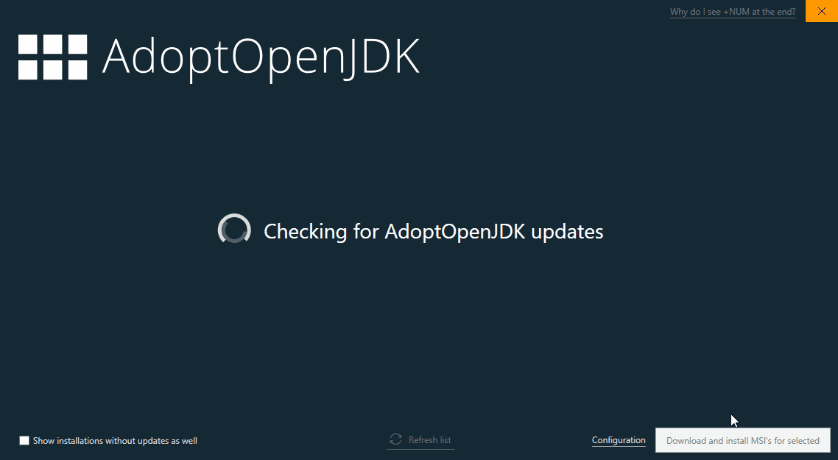 Why do I see +NUM at the end?
AdoptOpenJDK
Checking for AdoptOpenJDK updates
Show installations without updates as well
Refresh list
Configuration
Download and install MSI's for selected